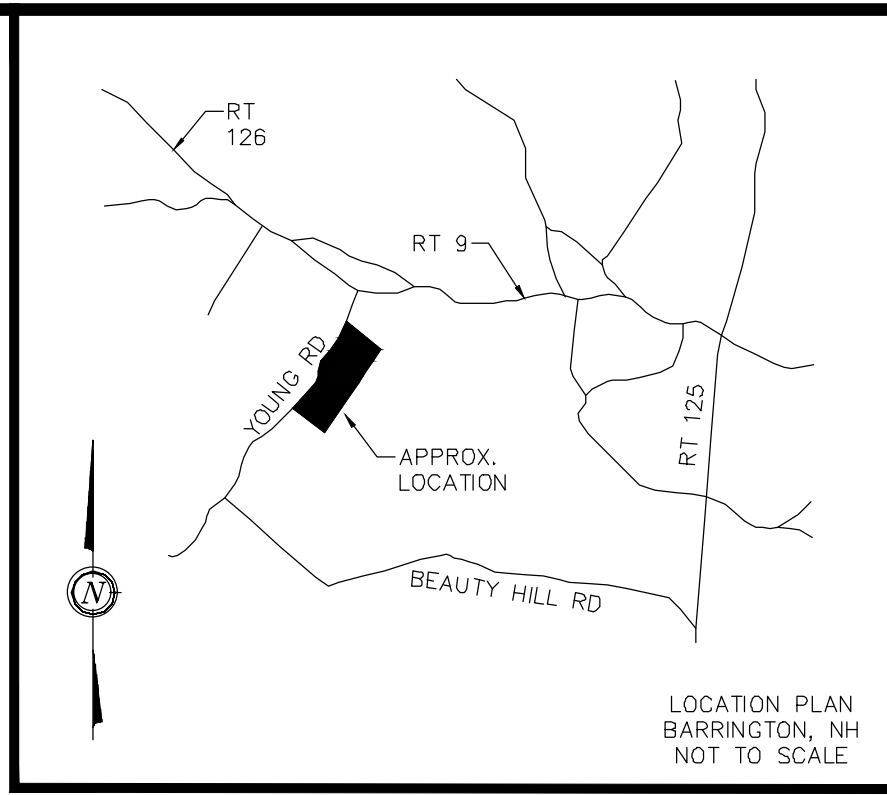 RT
126
RT 9
YOUNG RD
RT 125
APPROX.
LOCATION
BEAUTY HILL RD
N
LOCATION PLAN
BARRINGTON, NH
NOT TO SCALE